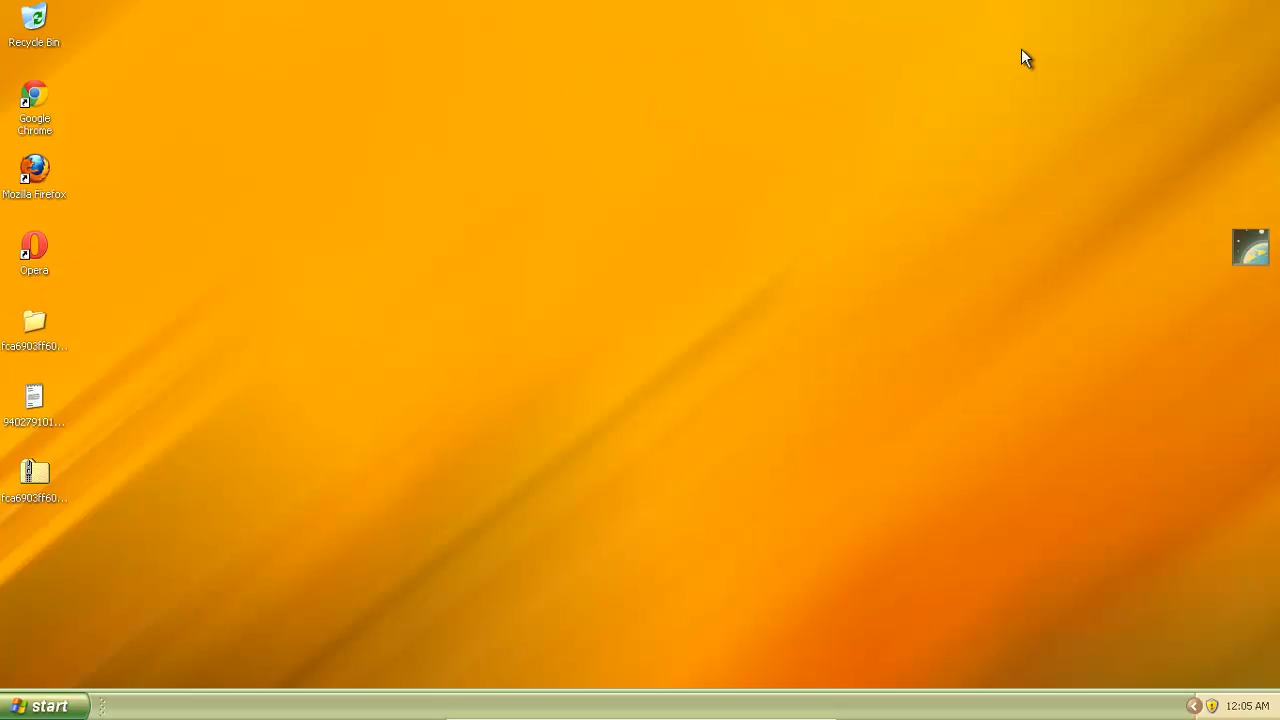 Recycle Bin
Google
Chrome
Mozilla Firefox
Opera
fca6903ff60...
940279101...
fca6903ff60...
start
12:05 AM